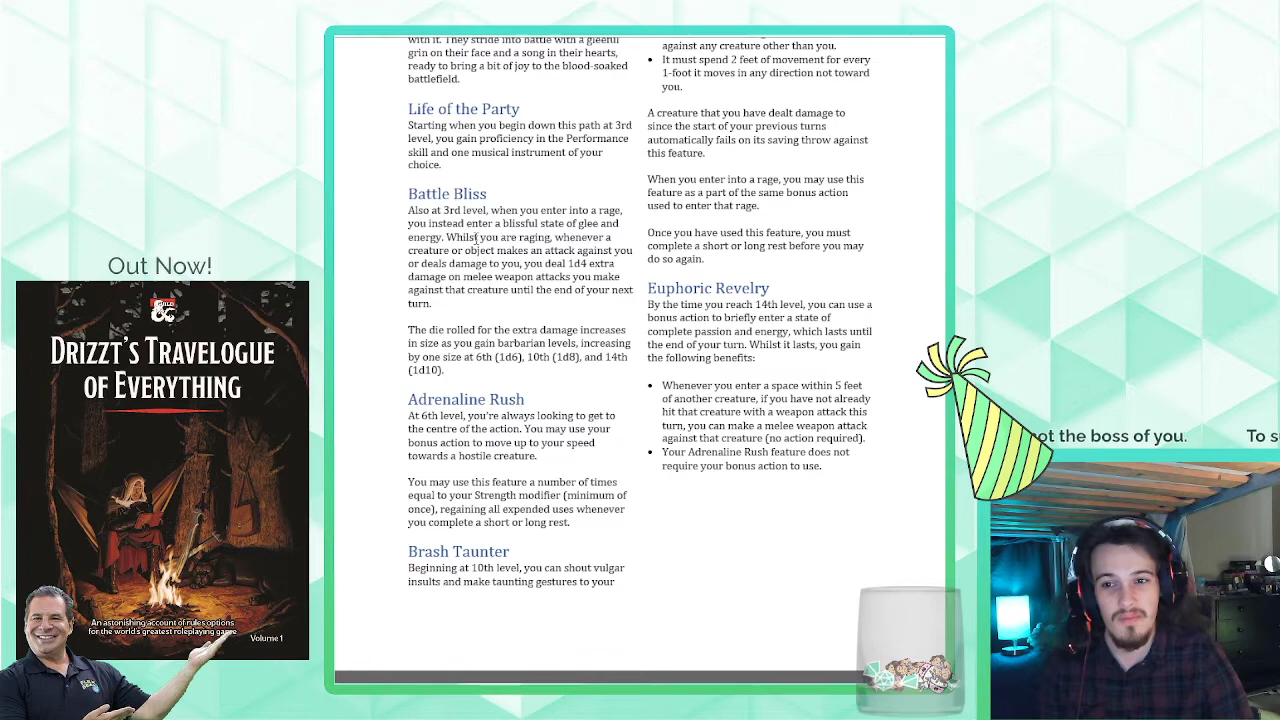 with it. They stride into battle with a gleeful
grin on their face and a song in their hearts,
ready to bring a bit of joy to the blood-soaked
battlefield.
Life of the Party
Starting when you begin down this path at 3rd
level, you gain proficiency in the Performance
skill and one musical instrument of your
choice.
Battle Bliss
Also at 3rd level, when you enter into a rage,
you instead enter a blissful state of glee and
energy. Whilst you are raging, whenever a
creature or object makes an attack against you
or deals damage to you, you deal 1d4 extra
damage on melee weapon attacks you make
against that creature until the end of your next
turn.
The die rolled for the extra damage increases
in size as you gain barbarian levels, increasing
by one size at 6th (1d6), 10th (1d8), and 14th
(1d10).
Adrenaline Rush
At 6th level, you're always looking to get to
the centre of the action. You may use your
bonus action to move up to your speed
towards a hostile creature.
You may use this feature a number of times
equal to your Strength modifier (minimum of
once), regaining all expended uses whenever
you complete a short or long rest.
Brash Taunter
Beginning at 10th level, you can shout vulgar
insults and make taunting gestures to your
against any creature other than you.
• It must spend 2 feet of movement for every
1-foot it moves in any direction not toward
you.
A creature that you have dealt damage to
since the start of your previous turns
automatically fails on its saving throw against
this feature.
When you enter into a rage, you may use this
feature as a part of the same bonus action
used to enter that rage.
Once you have used this feature, you must
complete a short or long rest before you may
do so again.
Euphoric Revelry
By the time you reach 14th level, you can use a
bonus action to briefly enter a state of
complete passion and energy, which lasts until
the end of your turn. Whilst it lasts, you gain
the following benefits:
• Whenever you enter a space within 5 feet
of another creature, if you have not already
hit that creature with a weapon attack this
turn, you can make a melee weapon attack
against that creature (no action required).
• Your Adrenaline Rush feature does not
require your bonus action to use.
Out Now!
DRIZZT'S TRAVELOGUE
OF EVERYTHING
An astonishing account of rules options
for the world's greatest roleplaying game
Volume 1
ot the boss of you.
To s